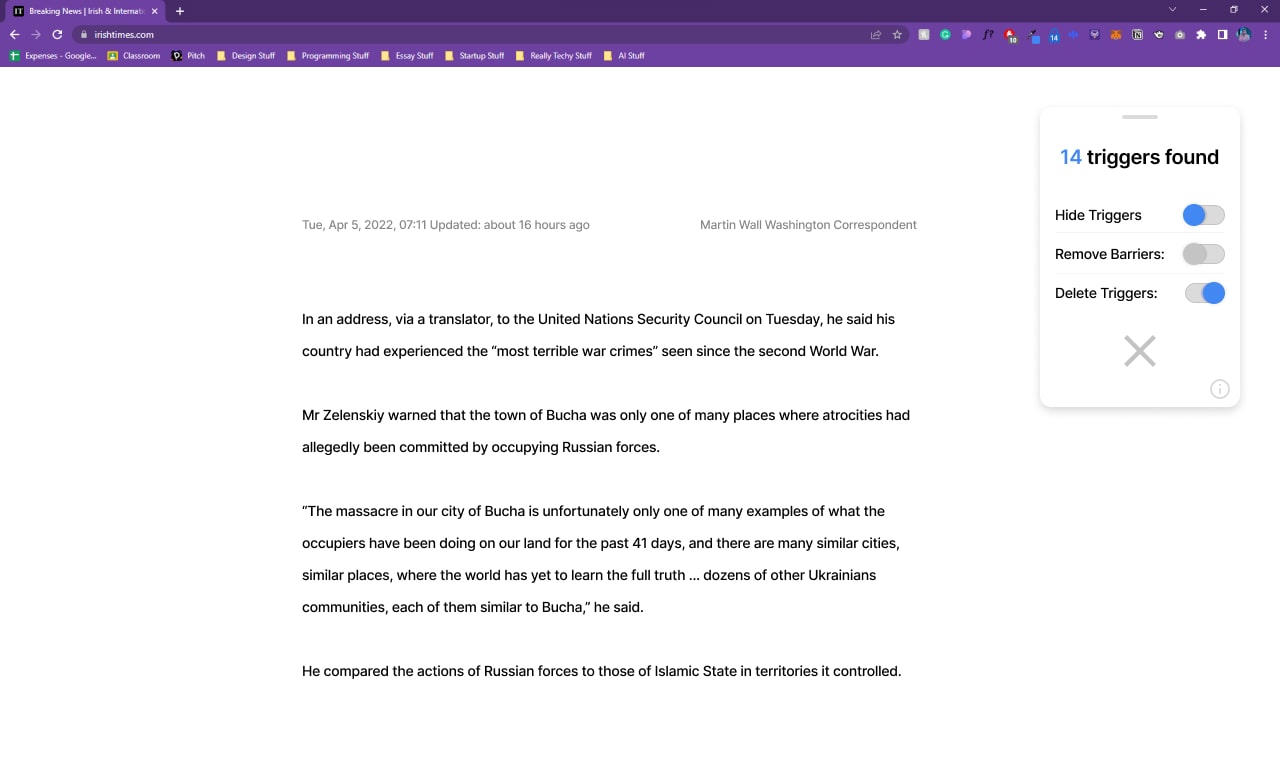 IT Breaking News | Irish & Internatio
irishtimes.com
10
14
Expenses - Google... Classroom Pitch Design Stuff Programming Stuff Essay Stuff Startup Stuff Really Techy Stuff AI Stuff
14 triggers found
Hide Triggers
Remove Barriers:
Delete Triggers:
Tue, Apr 5, 2022, 07:11 Updated: about 16 hours ago
Martin Wall Washington Correspondent
In an address, via a translator, to the United Nations Security Council on Tuesday, he said his
country had experienced the “most terrible war crimes” seen since the second World War.
Mr Zelenskiy warned that the town of Bucha was only one of many places where atrocities had
allegedly been committed by occupying Russian forces.
“The massacre in our city of Bucha is unfortunately only one of many examples of what the
occupiers have been doing on our land for the past 41 days, and there are many similar cities,
similar places, where the world has yet to learn the full truth ... dozens of other Ukrainians
communities, each of them similar to Bucha,” he said.
He compared the actions of Russian forces to those of Islamic State in territories it controlled.